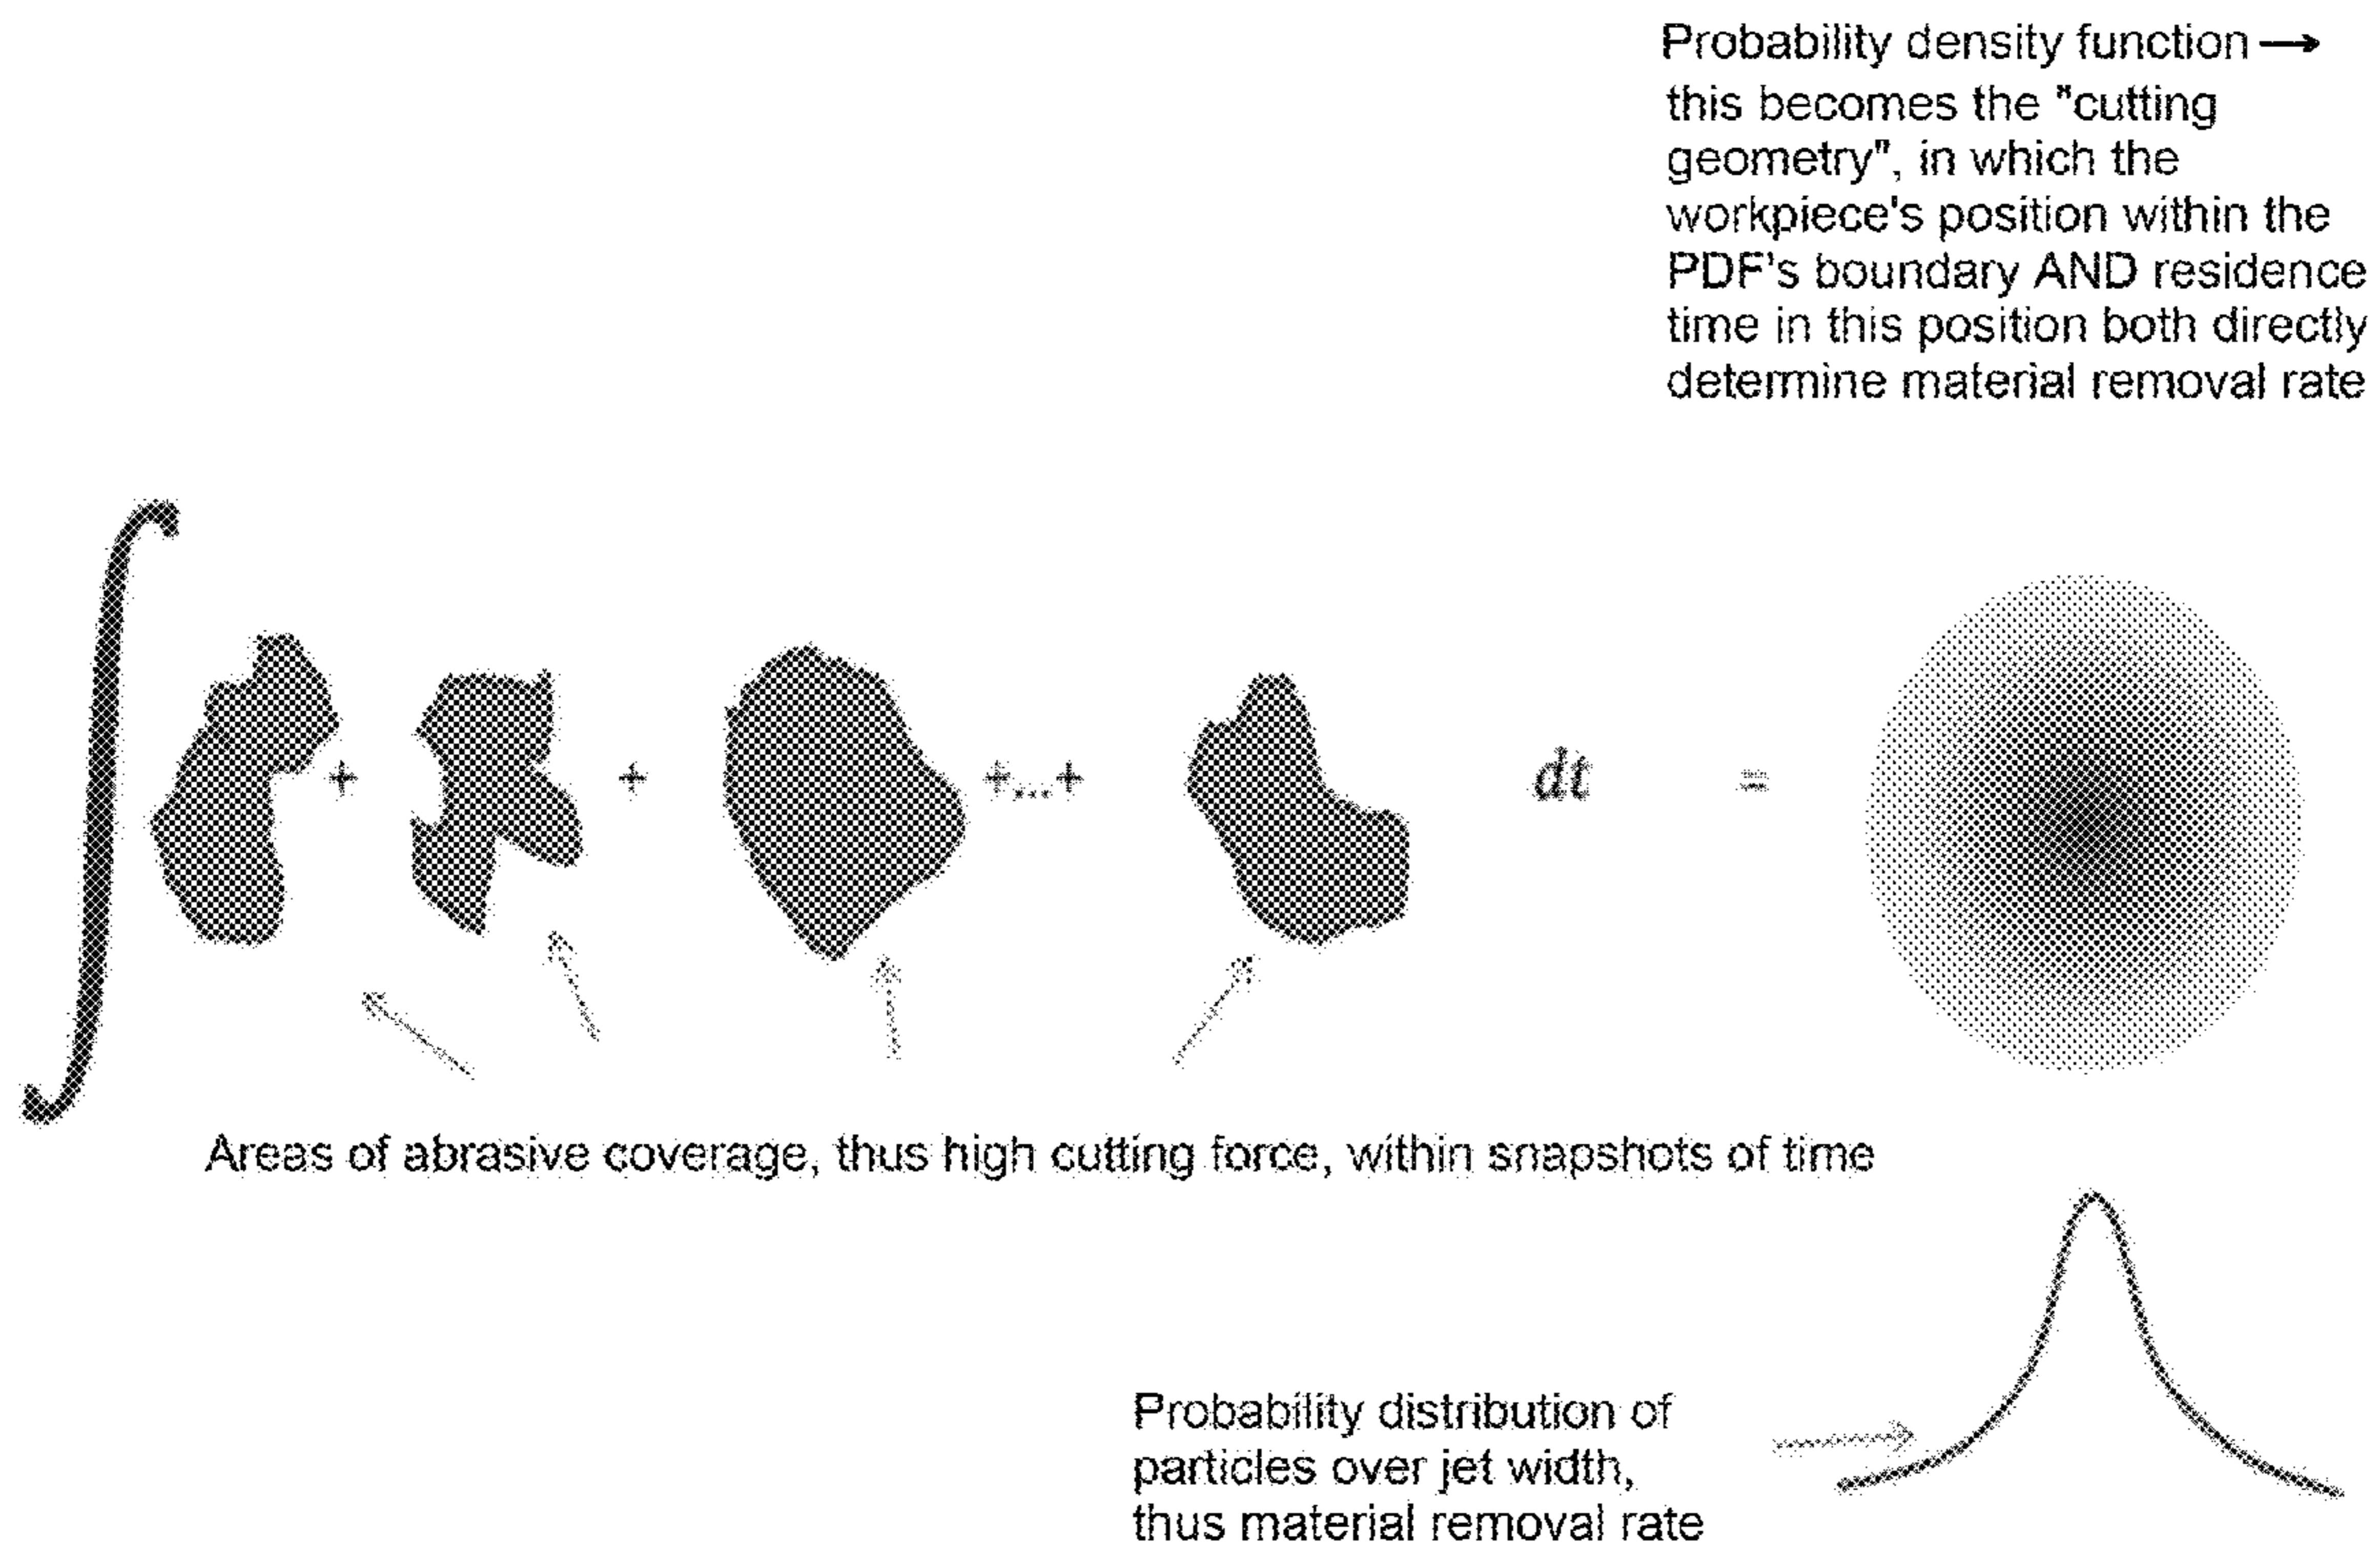 Probability density function →
this becomes the "cutting
geometry", in which the
workpiece's position within the
PDF's boundary AND residence
time in this position both directly
determine material removal rate
∫ + + +...+ dt =
Areas of abrasive coverage, thus high cutting force, within snapshots of time
Probability distribution of
particles over jet width,
thus material removal rate